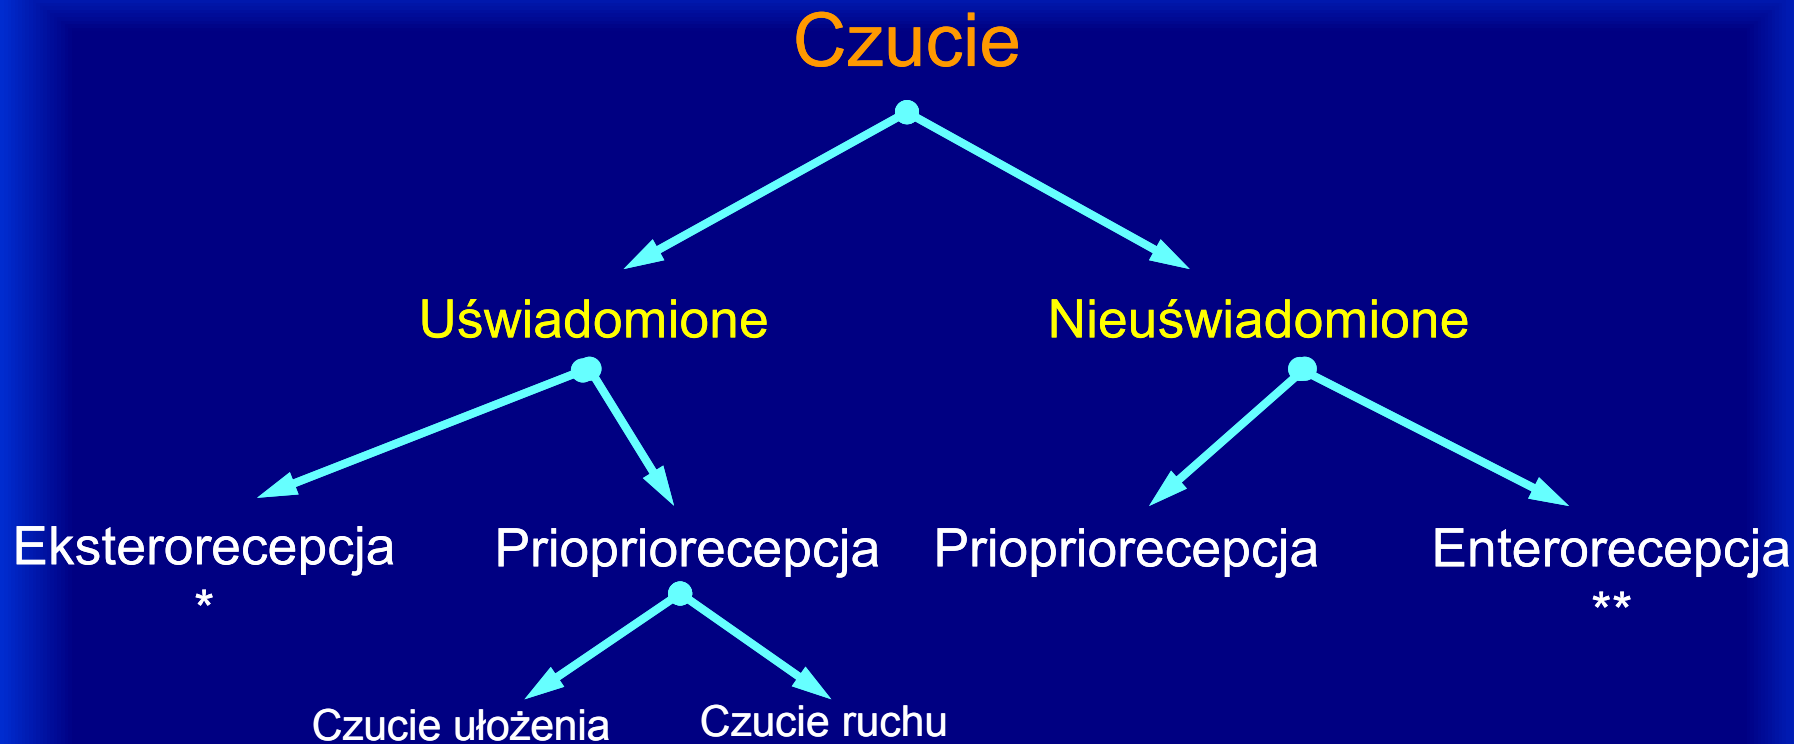 Czucie
Uświadomione Nieuświadomione
Eksterorecepcja Priopriorecepcja Priopriorecepcja Enterorecepcja
* **
Czucie ułożenia Czucie ruchu